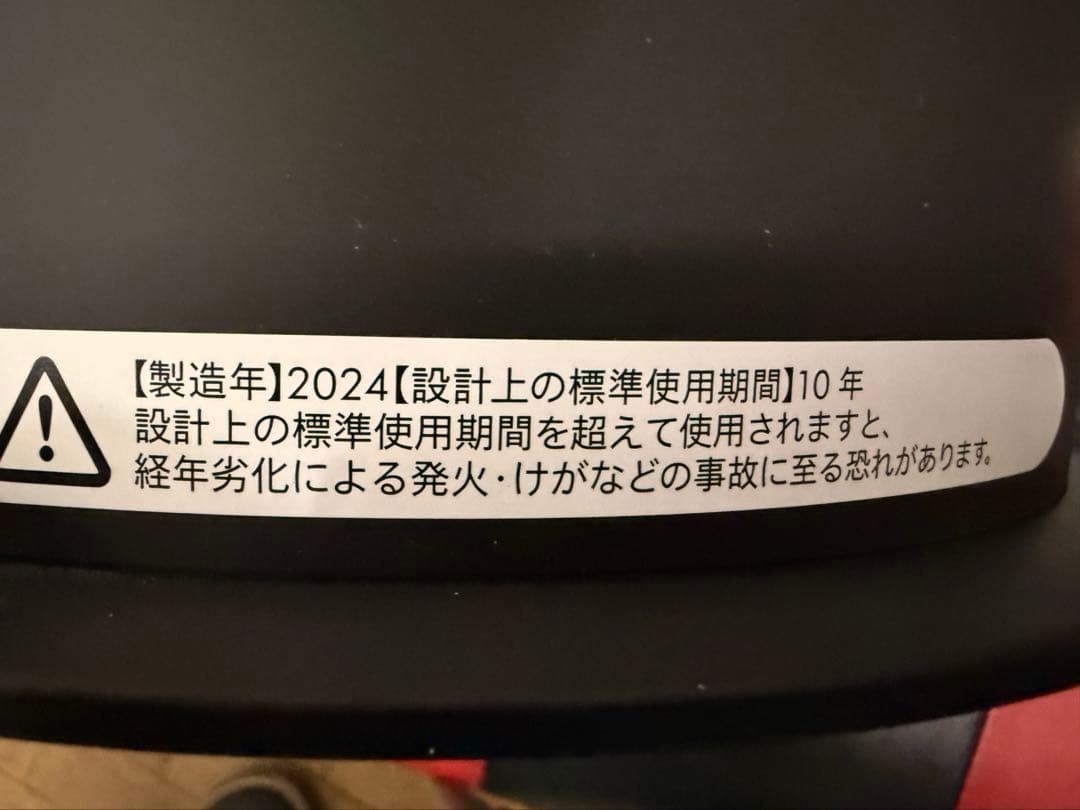 【製造年】2024【設計上の標準使用期間】10年
設計上の標準使用期間を超えて使用されますと、
経年劣化による発火・けがなどの事故に至る恐れがあります。